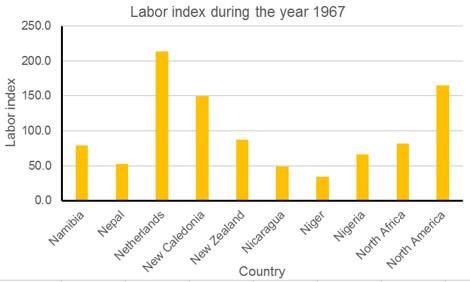 Labor index during the year 1967
250.0
200.0
150.0
100.0
50.0
0.0
Labor index
Namibia
Nepal
Netherlands
New Caledonia
New Zealand
Nicaragua
Niger
Nigeria
North Africa
North America
Country